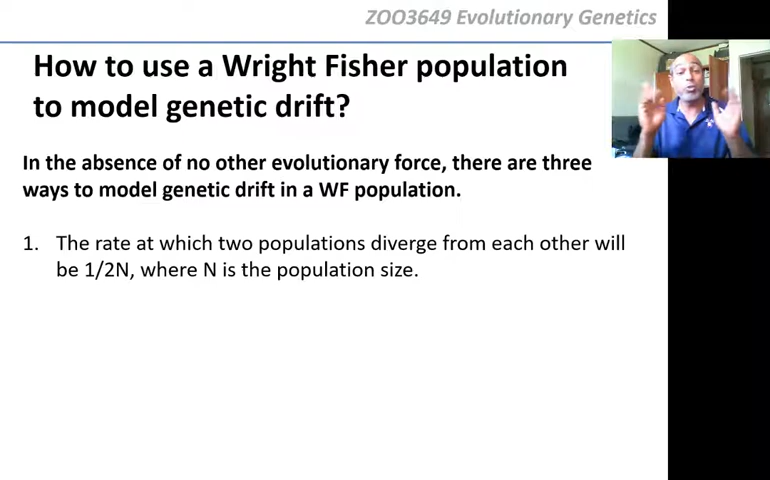 ZOO3649 Evolutionary Genetics
How to use a Wright Fisher population
to model genetic drift?
In the absence of no other evolutionary force, there are three
ways to model genetic drift in a WF population.
1. The rate at which two populations diverge from each other will
be 1/2N, where N is the population size.